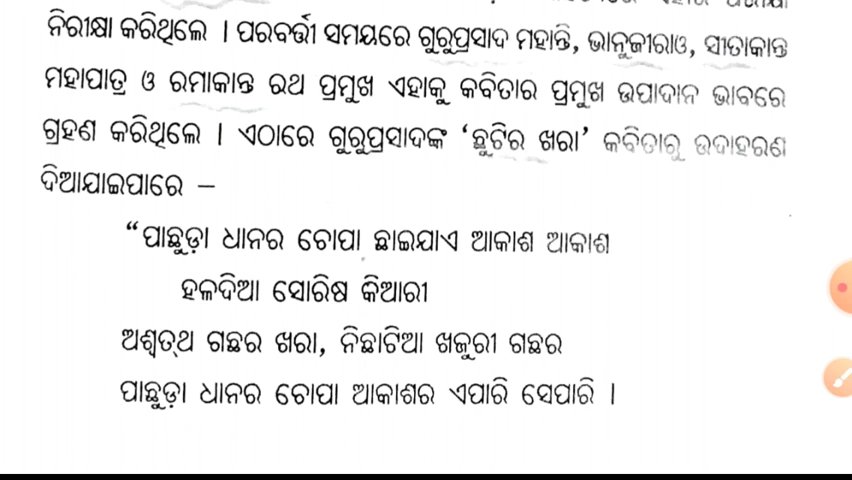 ନିରୀକ୍ଷା କରିଥିଲେ । ପରବର୍ତ୍ତୀ ସମୟରେ ଗୁରୁପ୍ରସାଦ ମହାନ୍ତି, ଭାନୁଜୀରାଓ, ସୀତାକାନ୍ତ
ମହାପାତ୍ର ଓ ରମାକାନ୍ତ ରଥ ପ୍ରମୁଖ ଏହାକୁ କବିତାର ପ୍ରମୁଖ ଉପାଦାନ ଭାବରେ
ଗ୍ରହଣ କରିଥିଲେ । ଏଠାରେ ଗୁରୁପ୍ରସାଦଙ୍କ ‘ଛୁଟିର ଖରା’ କବିତାରୁ ଉଦାହରଣ
ଦିଆଯାଇପାରେ –
“ପାଛୁଡ଼ା ଧାନର ଚୋପା ଛାଇଯାଏ ଆକାଶ ଆକାଶ
ହଳଦିଆ ସୋରିଷ କିଆରୀ
ଅଶ୍ୱତ୍‌ଥ ଗଛର ଖରା, ନିଛାଟିଆ ଖଜୁରୀ ଗଛର
ପାଛୁଡ଼ା ଧାନର ଚୋପା ଆକାଶର ଏପାରି ସେପାରି ।